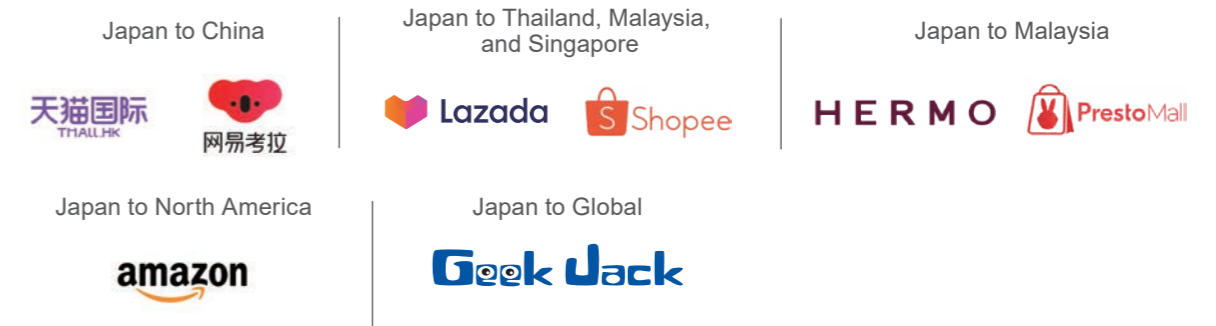 Japan to China
天猫国际
TMALL.HK
网易考拉
Japan to Thailand, Malaysia,
and Singapore
Lazada
S Shopee
Japan to Malaysia
HERMO
PrestoMall
Japan to North America
amazon
Japan to Global
Geek Jack